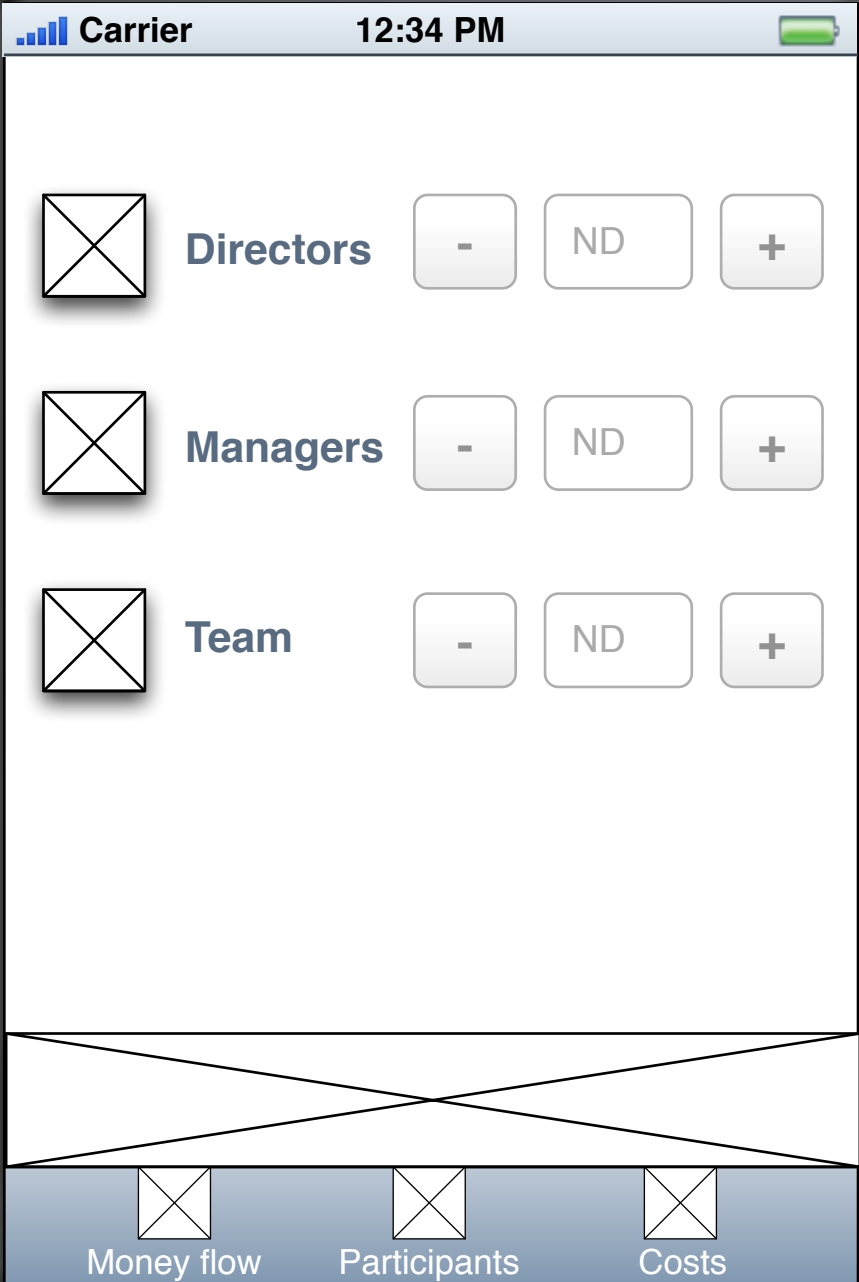 Carrier 12:34 PM
Directors - ND +
Managers - ND +
Team - ND +
Money flow Participants Costs